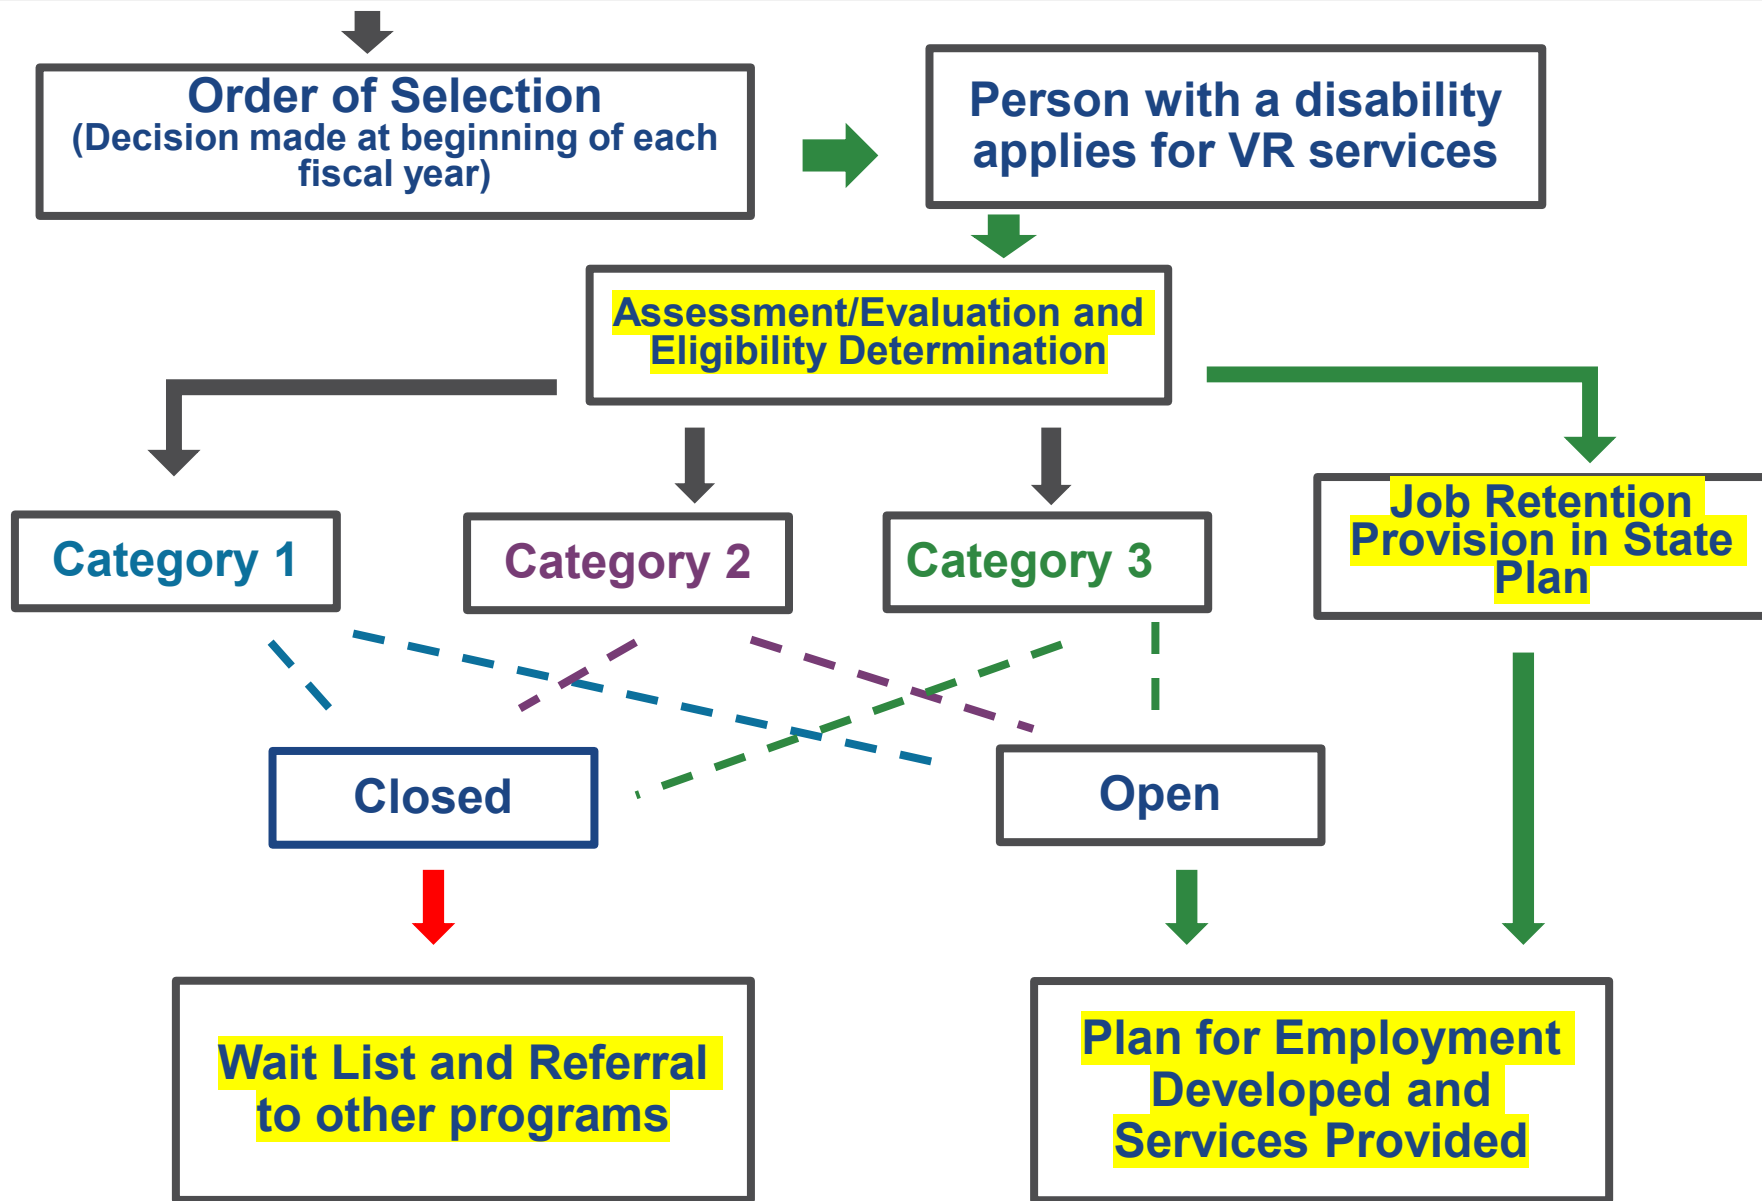 Order of Selection
(Decision made at beginning of each
fiscal year)
Person with a disability
applies for VR services
Assessment/Evaluation and
Eligibility Determination
Category 1
Category 2
Category 3
Job Retention
Provision in State
Plan
Closed
Open
Wait List and Referral
to other programs
Plan for Employment
Developed and
Services Provided